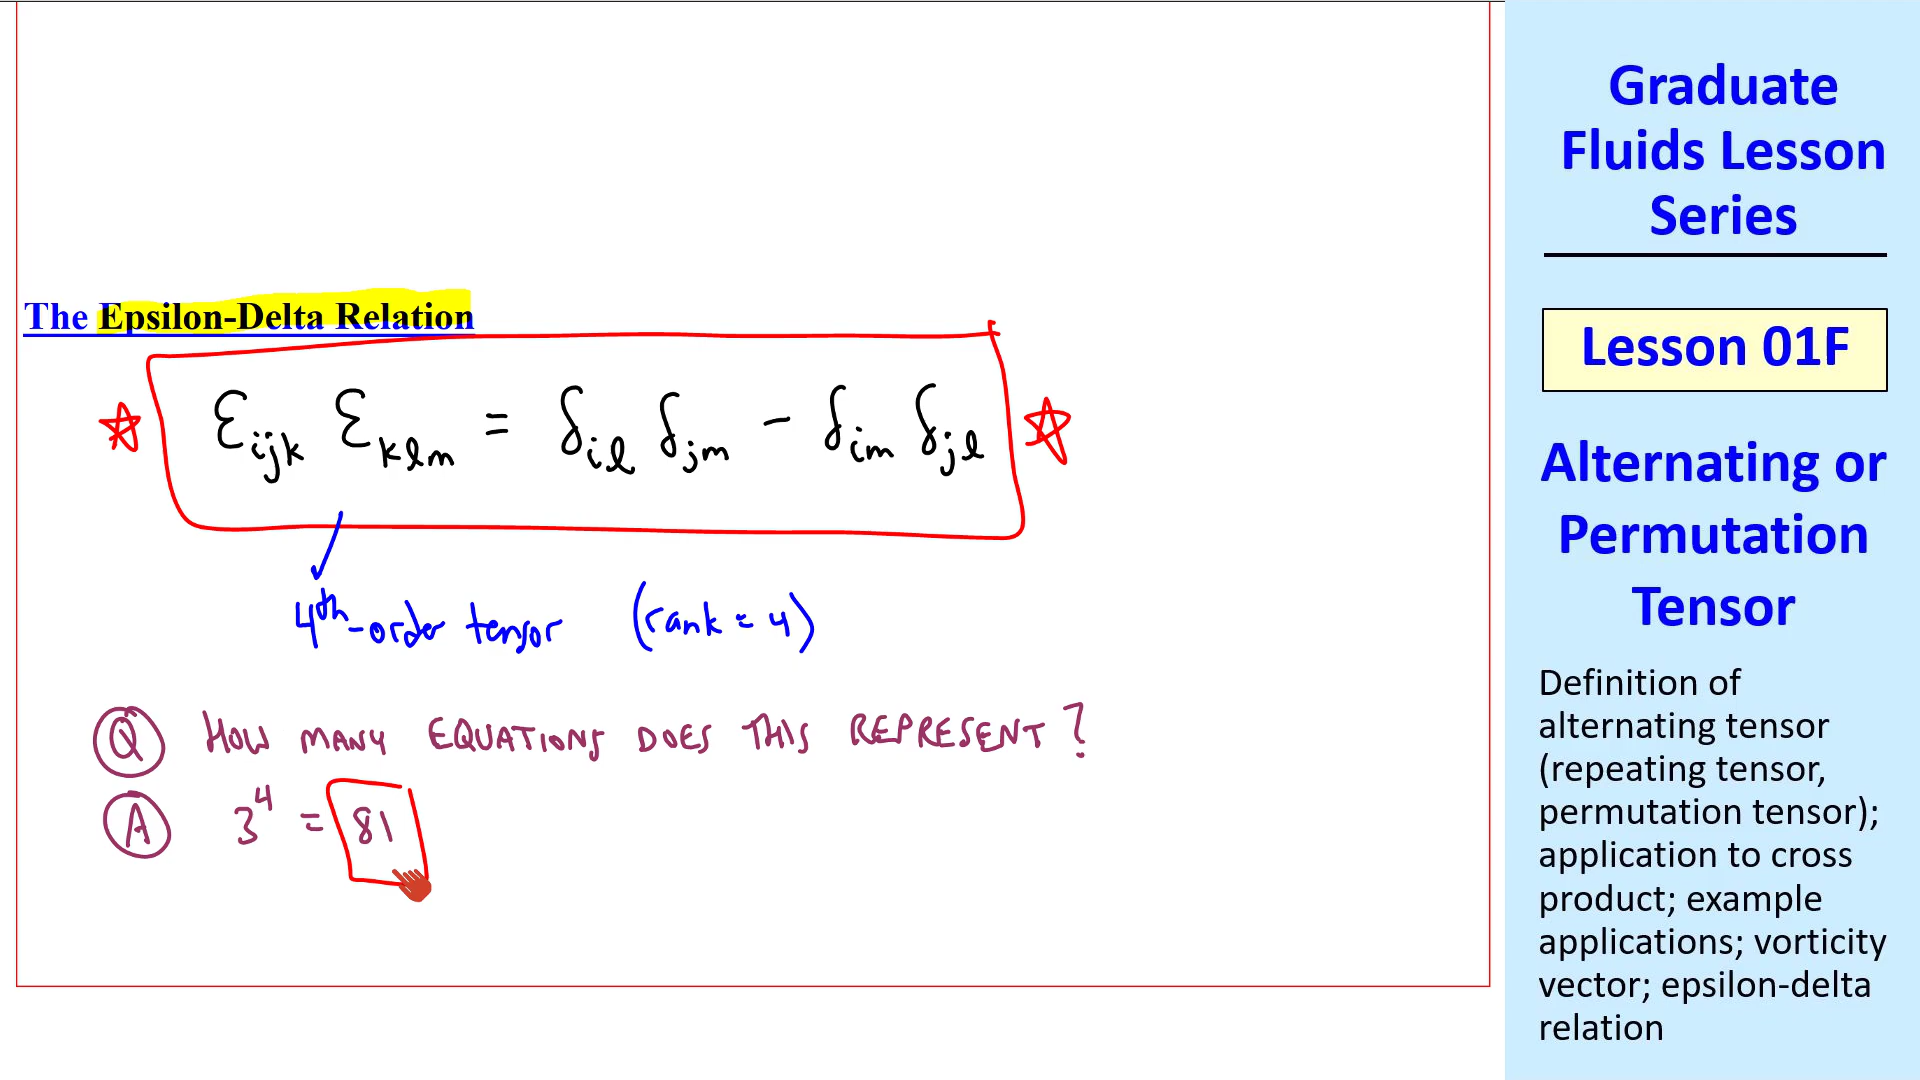 The Epsilon-Delta Relation
☆ εijk εklm = δil δjm − δim δjl ☆
4th-order tensor (rank = 4)
Q HOW MANY EQUATIONS DOES THIS REPRESENT?
A 3^4 = 81
Graduate
Fluids Lesson
Series
Lesson 01F
Alternating or
Permutation
Tensor
Definition of
alternating tensor
(repeating tensor,
permutation tensor);
application to cross
product; example
applications; vorticity
vector; epsilon-delta
relation